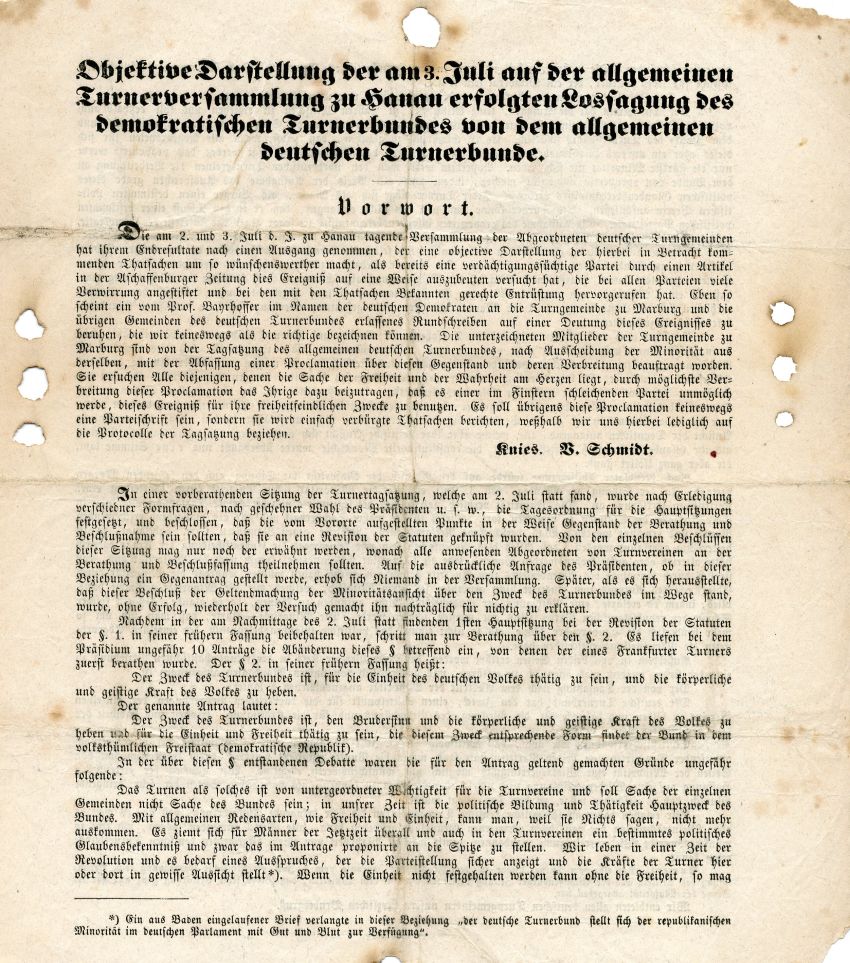 Objektive Darstellung der am 3. Juli auf der allgemeinen
Turnerversammlung zu Hanau erfolgten Lossagung des
demokratischen Turnerbundes von dem allgemeinen
deutschen Turnerbunde.
Vorwort.
Die am 2. und 3. Juli d. J. zu Hanau tagende Versammlung der Abgeordneten deutscher Turngemeinden
hat ihrem Endresultate nach einen Ausgang genommen, der eine objective Darstellung der hierbei in Betracht kom-
menden Thatsachen um so wünschenswerther macht, als bereits eine verdächtigungssüchtige Partei durch einen Artikel
in der Aschaffenburger Zeitung dies Ereigniß auf eine Weise auszubeuten versucht hat, die bei allen Parteien viele
Verwirrung angestiftet und bei den mit den Thatsachen Bekannten gerechte Entrüstung hervorgerufen hat. Eben so
scheint ein vom Prof. Bayrhoffer im Namen der deutschen Demokraten an die Turngemeinde zu Marburg und die
übrigen Gemeinden des deutschen Turnerbundes erlassenes Rundschreiben auf einer Deutung dieses Ereignisses zu
beruhen, die wir keineswegs als die richtige bezeichnen können. Die unterzeichneten Mitglieder der Turngemeinde zu
Marburg sind von der Tagsatzung des allgemeinen deutschen Turnerbundes, nach Ausscheidung der Minorität aus
derselben, mit der Abfassung einer Proclamation über diesen Gegenstand und deren Verbreitung beauftragt worden.
Sie ersuchen Alle diejenigen, denen die Sache der Freiheit und der Wahrheit am Herzen liegt, durch möglichste Ver-
breitung dieser Proclamation das Ihrige dazu beizutragen, daß es einer im Finstern schleichenden Partei unmöglich
werde, dieses Ereigniß für ihre freiheitfeindlichen Zwecke zu benutzen. Es soll übrigens diese Proclamation keineswegs
eine Parteischrift sein, sondern sie wird einfach verbürgte Thatsachen berichten, weßhalb wir uns hierbei lediglich auf
die Protocolle der Tagsatzung beziehen.
Knies. V. Schmidt.
In einer vorberathenden Sitzung der Turnertagsatzung, welche am 2. Juli statt fand, wurde nach Erledigung
verschiedner Formfragen, nach geschehner Wahl des Präsidenten u. s. w., die Tagesordnung für die Hauptsitzungen
festgesetzt, und beschlossen, daß die vom Vororte aufgestellten Punkte in der Weise Gegenstand der Berathung und
Beschlußnahme sein sollten, daß sie an eine Revision der Statuten geknüpft wurden. Von den einzelnen Beschlüssen
dieser Sitzung mag nur noch der erwähnt werden, wonach alle anwesenden Abgeordneten von Turnvereinen an der
Berathung und Beschlußfassung theilnehmen sollten. Auf die ausdrückliche Anfrage des Präsidenten, ob in dieser
Beziehung ein Gegenantrag gestellt werde, erhob sich Niemand in der Versammlung. Später, als es sich herausstellte,
daß dieser Beschluß der Geltendmachung der Minoritätsansicht über den Zweck des Turnerbundes im Wege stand,
wurde, ohne Erfolg, wiederholt der Versuch gemacht ihn nachträglich für nichtig zu erklären.
Nachdem in der am Nachmittage des 2. Juli statt findenden 1sten Hauptsitzung bei der Revision der Statuten
der §. 1. in seiner frühern Fassung beibehalten war, schritt man zur Berathung über den §. 2. Es liefen bei dem
Präsidium ungefähr 10 Anträge die Abänderung dieses § betreffend ein, von denen der eines Frankfurter Turners
zuerst berathen wurde. Der §. 2 in seiner frühern Fassung heißt:
Der Zweck des Turnerbundes ist, für die Einheit des deutschen Volkes thätig zu sein, und die körperliche
und geistige Kraft des Volkes zu heben.
Der genannte Antrag lautet:
Der Zweck des Turnerbundes ist, den Brudersinn und die körperliche und geistige Kraft des Volkes zu
heben und für die Einheit und Freiheit thätig zu sein, die diesem Zweck entsprechende Form findet der Bund in dem
volksthümlichen Freistaat (demokratische Republik).
In der über diesen § entstandenen Debatte waren die für den Antrag geltend gemachten Gründe ungefähr
folgende:
Das Turnen als solches ist von untergeordneter Wichtigkeit für die Turnvereine und soll Sache der einzelnen
Gemeinden nicht Sache des Bundes sein; in unsrer Zeit ist die politische Bildung und Thätigkeit Hauptzweck des
Bundes. Mit allgemeinen Redensarten, wie Freiheit und Einheit, kann man, weil sie Nichts sagen, nicht mehr
auskommen. Es ziemt sich für Männer der Jetztzeit überall und auch in den Turnvereinen ein bestimmtes politisches
Glaubensbekenntniß und zwar das im Antrage proponirte an die Spitze zu stellen. Wir leben in einer Zeit der
Revolution und es bedarf eines Ausspruches, der die Parteistellung sicher anzeigt und die Kräfte der Turner hier
oder dort in gewisse Aussicht stellt*). Wenn die Einheit nicht festgehalten werden kann ohne die Freiheit, so mag
*) Ein aus Baden eingelaufener Brief verlangte in dieser Beziehung „der deutsche Turnerbund stellt sich der republikanischen
Minorität im deutschen Parlament mit Gut und Blut zur Verfügung“.